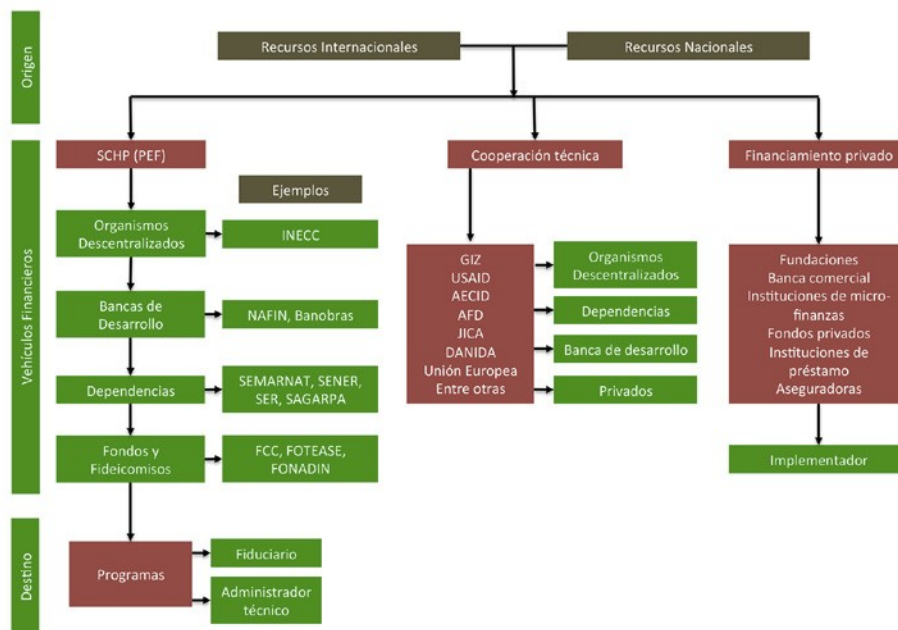 Origen
Recursos Internacionales
Recursos Nacionales
Vehículos Financieros
SCHP (PEF)
Cooperación técnica
Financiamiento privado
Ejemplos
Organismos
Descentralizados
INECC
Bancas de
Desarrollo
NAFIN, Banobras
Dependencias
SEMARNAT, SENER,
SER, SAGARPA
Fondos y
Fideicomisos
FCC, FOTEASE,
FONADIN
GIZ
USAID
AECID
AFD
JICA
DANIDA
Unión Europea
Entre otras
Organismos
Descentralizados
Dependencias
Banca de desarrollo
Privados
Fundaciones
Banca comercial
Instituciones de micro-
finanzas
Fondos privados
Instituciones de
préstamo
Aseguradoras
Implementador
Destino
Programas
Fiduciario
Administrador
técnico